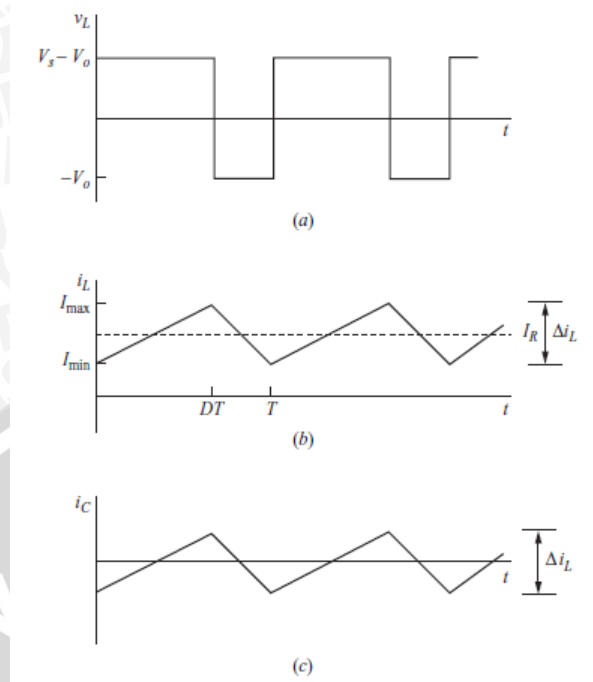 v_L
V_s – V_o
t
–V_o
(a)
i_L
I_max
I_R Δi_L
I_min
DT T t
(b)
i_C
Δi_L
t
(c)